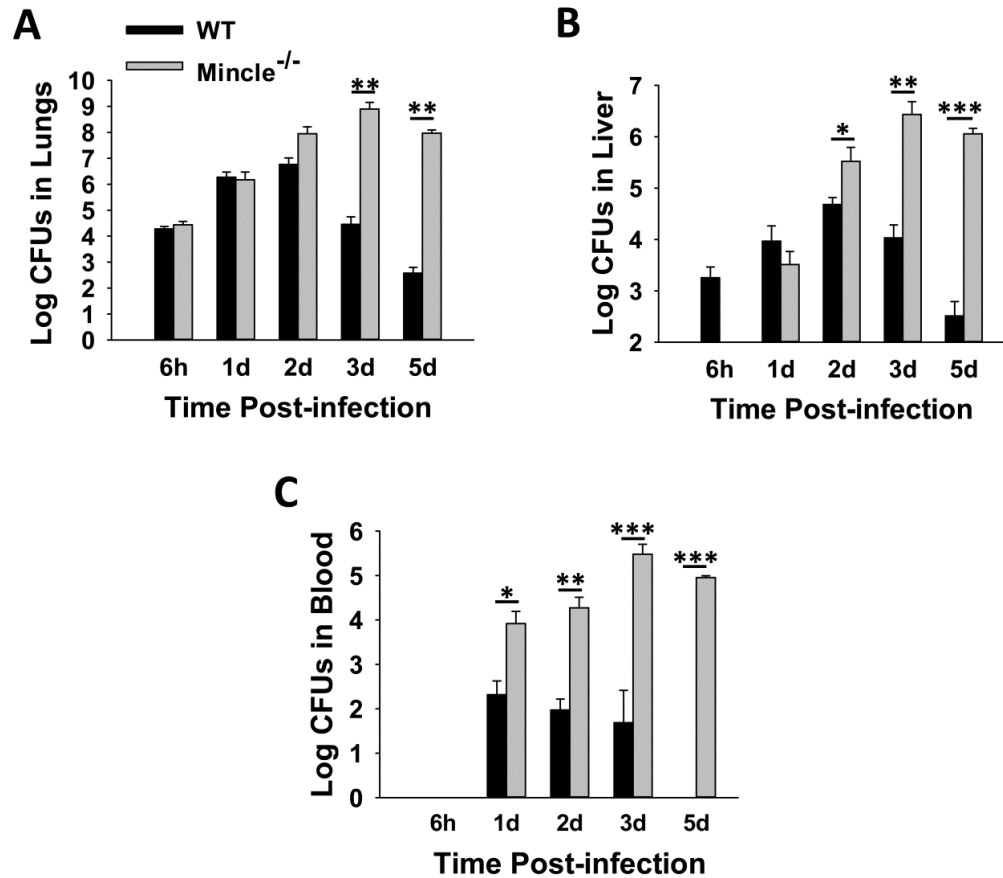 A
WT
Mincle-/-
Log CFUs in Lungs
10
9
8
7
6
5
4
3
2
1
0
** **
6h 1d 2d 3d 5d
Time Post-infection
B
Log CFUs in Liver
7
6
5
4
3
2
* ** ***
6h 1d 2d 3d 5d
Time Post-infection
C
Log CFUs in Blood
6
5
4
3
2
1
0
* ** *** ***
6h 1d 2d 3d 5d
Time Post-infection